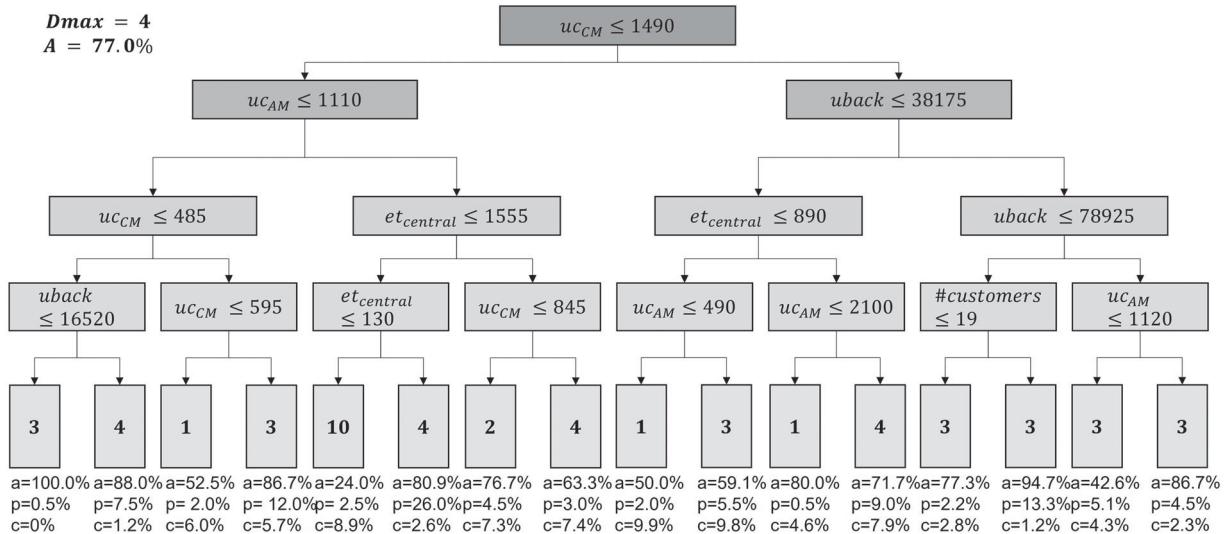 Dmax = 4
A = 77.0%
uc_CM ≤ 1490
uc_AM ≤ 1110
uback ≤ 38175
uc_CM ≤ 485
et_central ≤ 1555
et_central ≤ 890
uback ≤ 78925
uback
≤ 16520
uc_CM ≤ 595
et_central
≤ 130
uc_CM ≤ 845
uc_AM ≤ 490
uc_AM ≤ 2100
#customers
≤ 19
uc_AM
≤ 1120
3 4 1 3 10 4 2 4 1 3 1 4 3 3 3 3
a=100.0% a=88.0% a=52.5% a=86.7% a=24.0% a=80.9% a=76.7% a=63.3% a=50.0% a=59.1% a=80.0% a=71.7% a=77.3% a=94.7% a=42.6% a=86.7%
p=0.5% p=7.5% p= 2.0% p= 12.0% p= 2.5% p=26.0% p=4.5% p=3.0% p=2.0% p=5.5% p=0.5% p=9.0% p=2.2% p=13.3% p=5.1% p=4.5%
c=0% c=1.2% c=6.0% c=5.7% c=8.9% c=2.6% c=7.3% c=7.4% c=9.9% c=9.8% c=4.6% c=7.9% c=2.8% c=1.2% c=4.3% c=2.3%